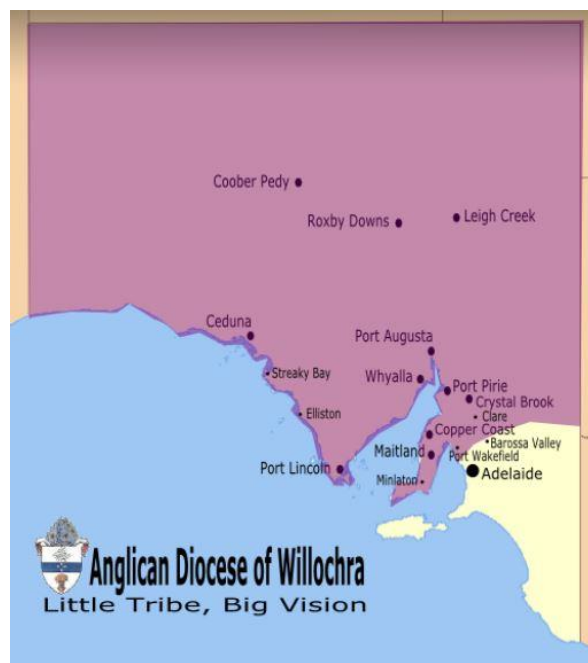 Coober Pedy
Roxby Downs
Leigh Creek
Ceduna
Port Augusta
Streaky Bay
Whyalla
Port Pirie
Crystal Brook
Elliston
Clare
Copper Coast
Barossa Valley
Maitland
Port Wakefield
Port Lincoln
Adelaide
Minlaton
Anglican Diocese of Willochra
Little Tribe, Big Vision